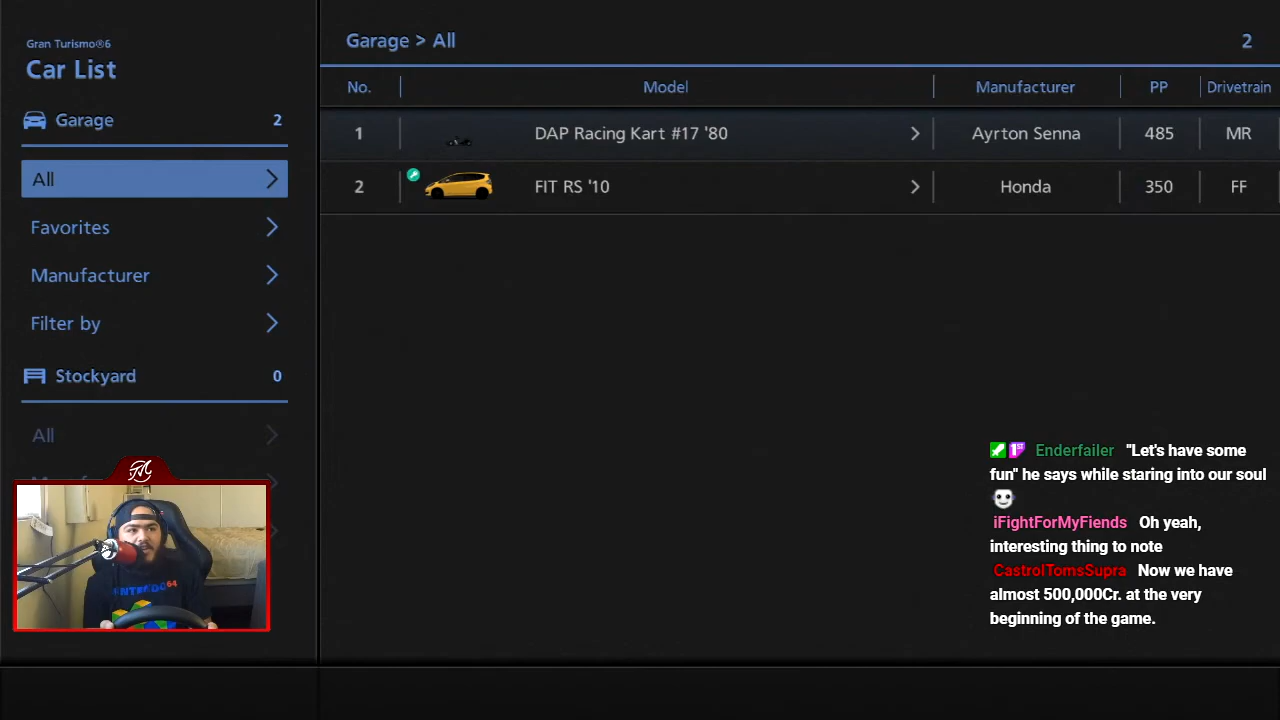 Gran Turismo®6
Car List
Garage 2
All
Favorites
Manufacturer
Filter by
Stockyard 0
All
Garage > All 2
No. Model Manufacturer PP Drivetrain
1 DAP Racing Kart #17 '80 Ayrton Senna 485 MR
2 FIT RS '10 Honda 350 FF
Enderfailer "Let's have some
fun" he says while staring into our soul
iFightForMyFiends Oh yeah,
interesting thing to note
CastrolTomsSupra Now we have
almost 500,000Cr. at the very
beginning of the game.
NINTENDO64